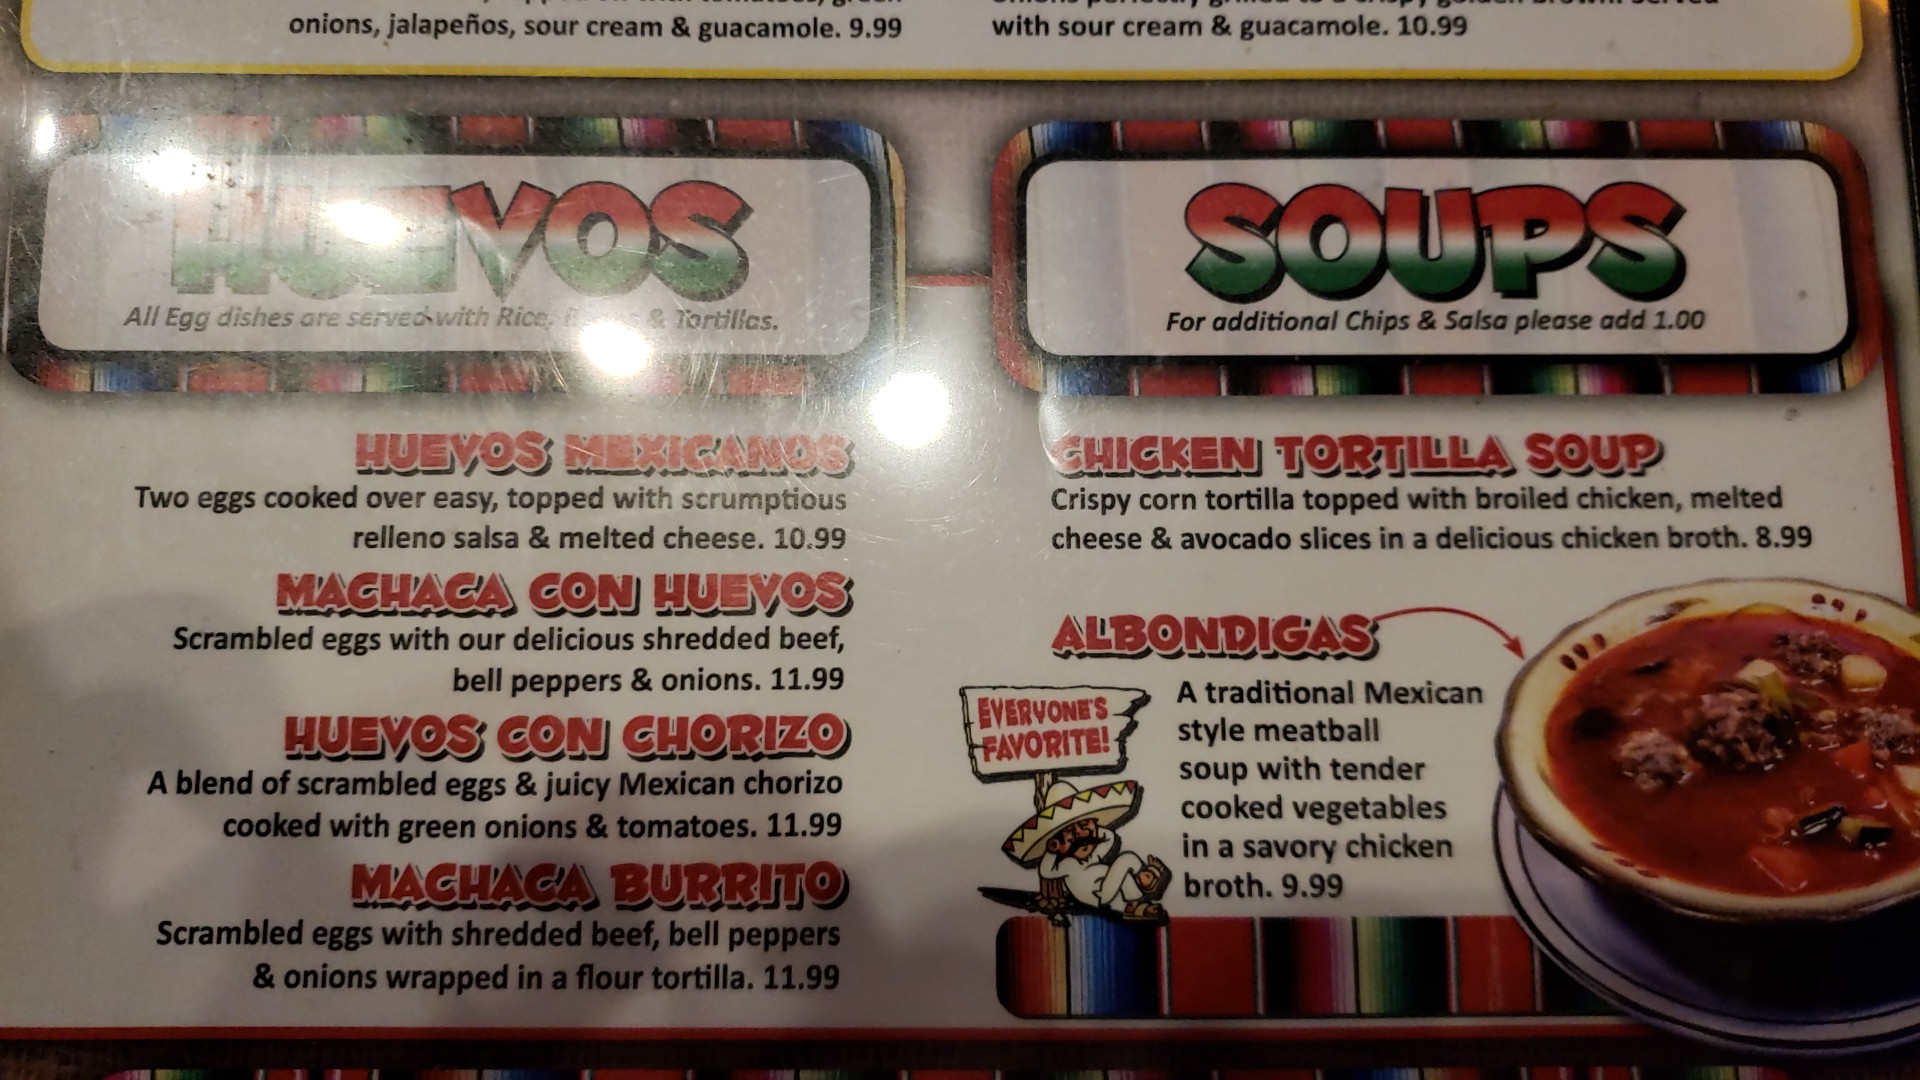 onions, jalapeños, sour cream & guacamole. 9.99
with sour cream & guacamole. 10.99
HUEVOS
All Egg dishes are served with Rice, & Tortillas.
HUEVOS MEXICANOS
Two eggs cooked over easy, topped with scrumptious
relleno salsa & melted cheese. 10.99
MACHACA CON HUEVOS
Scrambled eggs with our delicious shredded beef,
bell peppers & onions. 11.99
HUEVOS CON CHORIZO
A blend of scrambled eggs & juicy Mexican chorizo
cooked with green onions & tomatoes. 11.99
MACHACA BURRITO
Scrambled eggs with shredded beef, bell peppers
& onions wrapped in a flour tortilla. 11.99
SOUPS
For additional Chips & Salsa please add 1.00
CHICKEN TORTILLA SOUP
Crispy corn tortilla topped with broiled chicken, melted
cheese & avocado slices in a delicious chicken broth. 8.99
ALBONDIGAS
EVERYONE'S
FAVORITE!
A traditional Mexican
style meatball
soup with tender
cooked vegetables
in a savory chicken
broth. 9.99